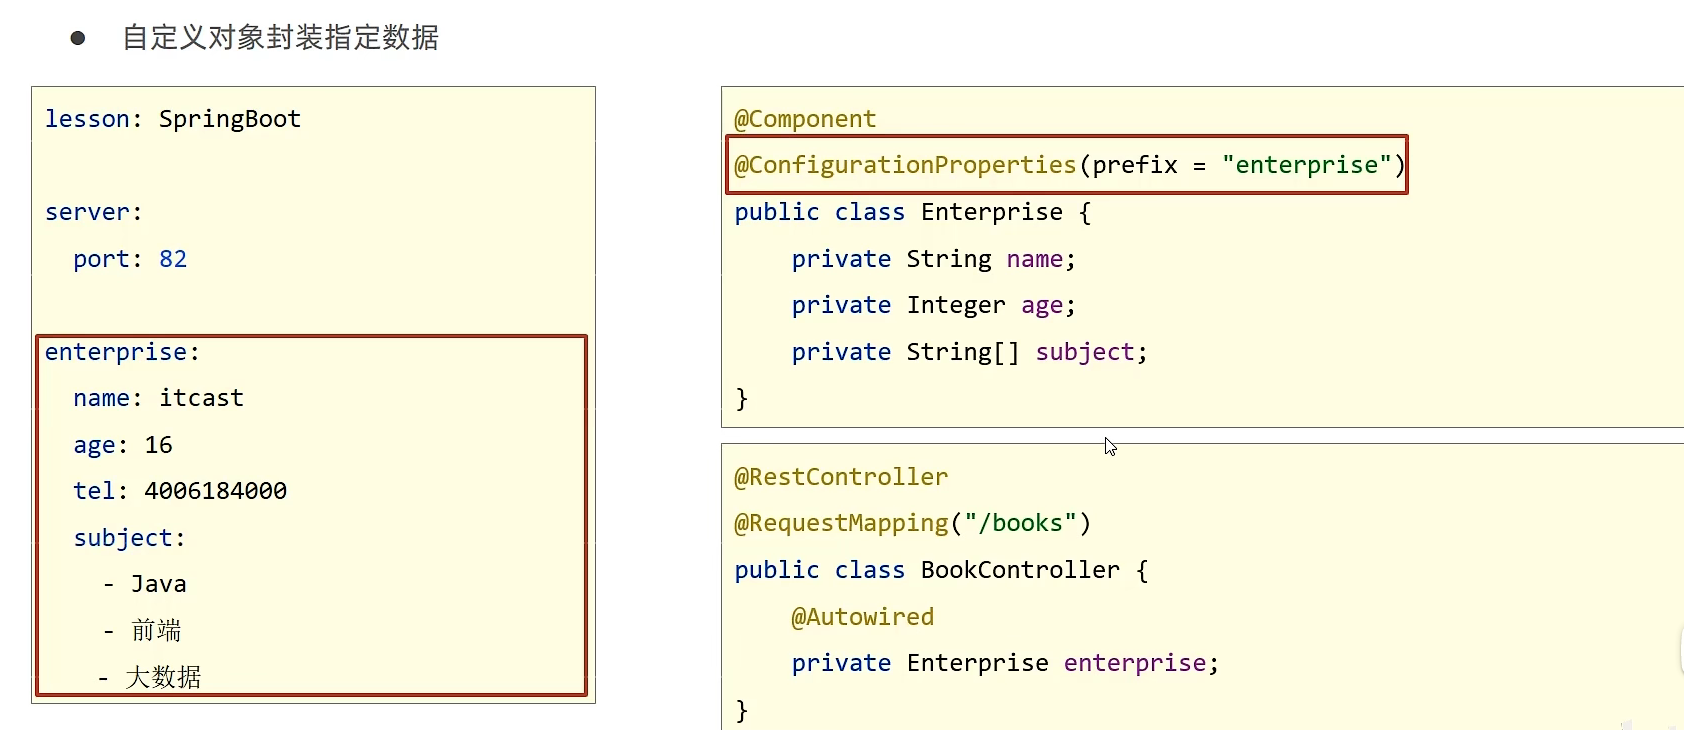 ● 自定义对象封装指定数据
lesson: SpringBoot
server:
  port: 82
enterprise:
  name: itcast
  age: 16
  tel: 4006184000
  subject:
    - Java
    - 前端
    - 大数据
@Component
@ConfigurationProperties(prefix = "enterprise")
public class Enterprise {
    private String name;
    private Integer age;
    private String[] subject;
}
@RestController
@RequestMapping("/books")
public class BookController {
    @Autowired
    private Enterprise enterprise;
}